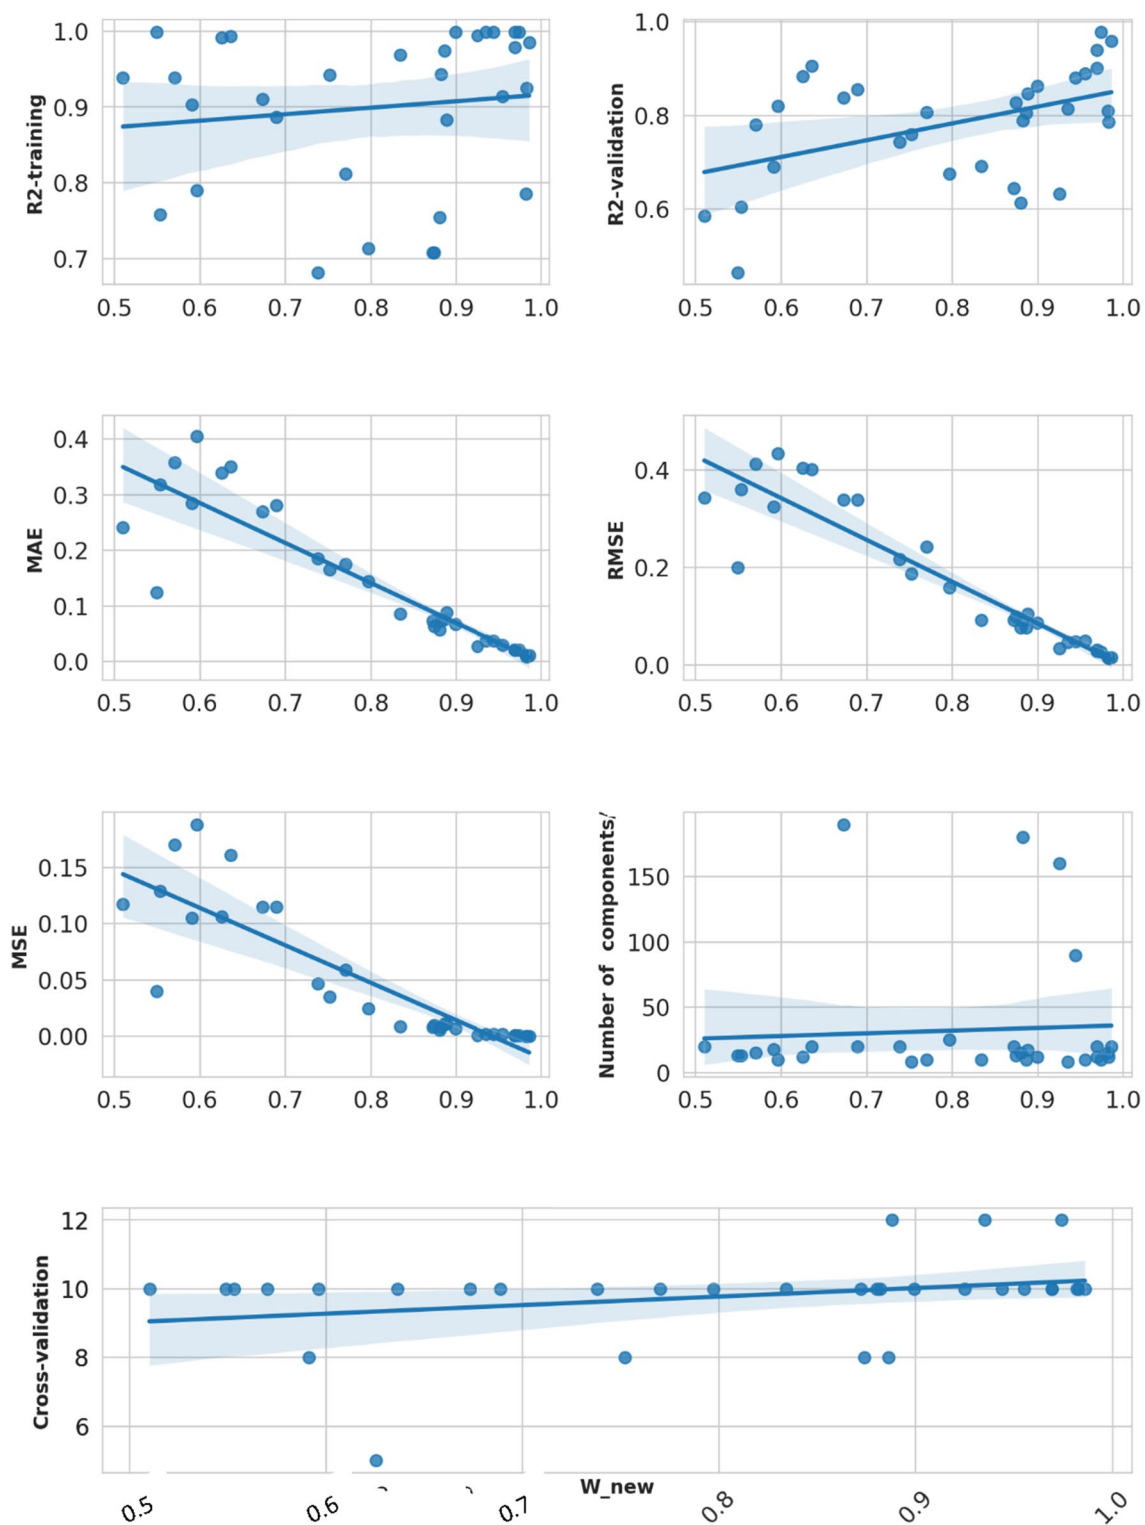 1.0 1.0
0.9
R2-training R2-validation
0.8
0.8
0.7 0.6
0.5 0.6 0.7 0.8 0.9 1.0 0.5 0.6 0.7 0.8 0.9 1.0
0.4
0.4
0.3
MAE RMSE
0.2 0.2
0.1
0.0 0.0
0.5 0.6 0.7 0.8 0.9 1.0 0.5 0.6 0.7 0.8 0.9 1.0
0.15 150
0.10 100
MSE Number of components/
0.05 50
0.00 0
0.5 0.6 0.7 0.8 0.9 1.0 0.5 0.6 0.7 0.8 0.9 1.0
12
10
Cross-validation
8
6
W_new
0.5 0.6 0.7 0.8 0.9 1.0